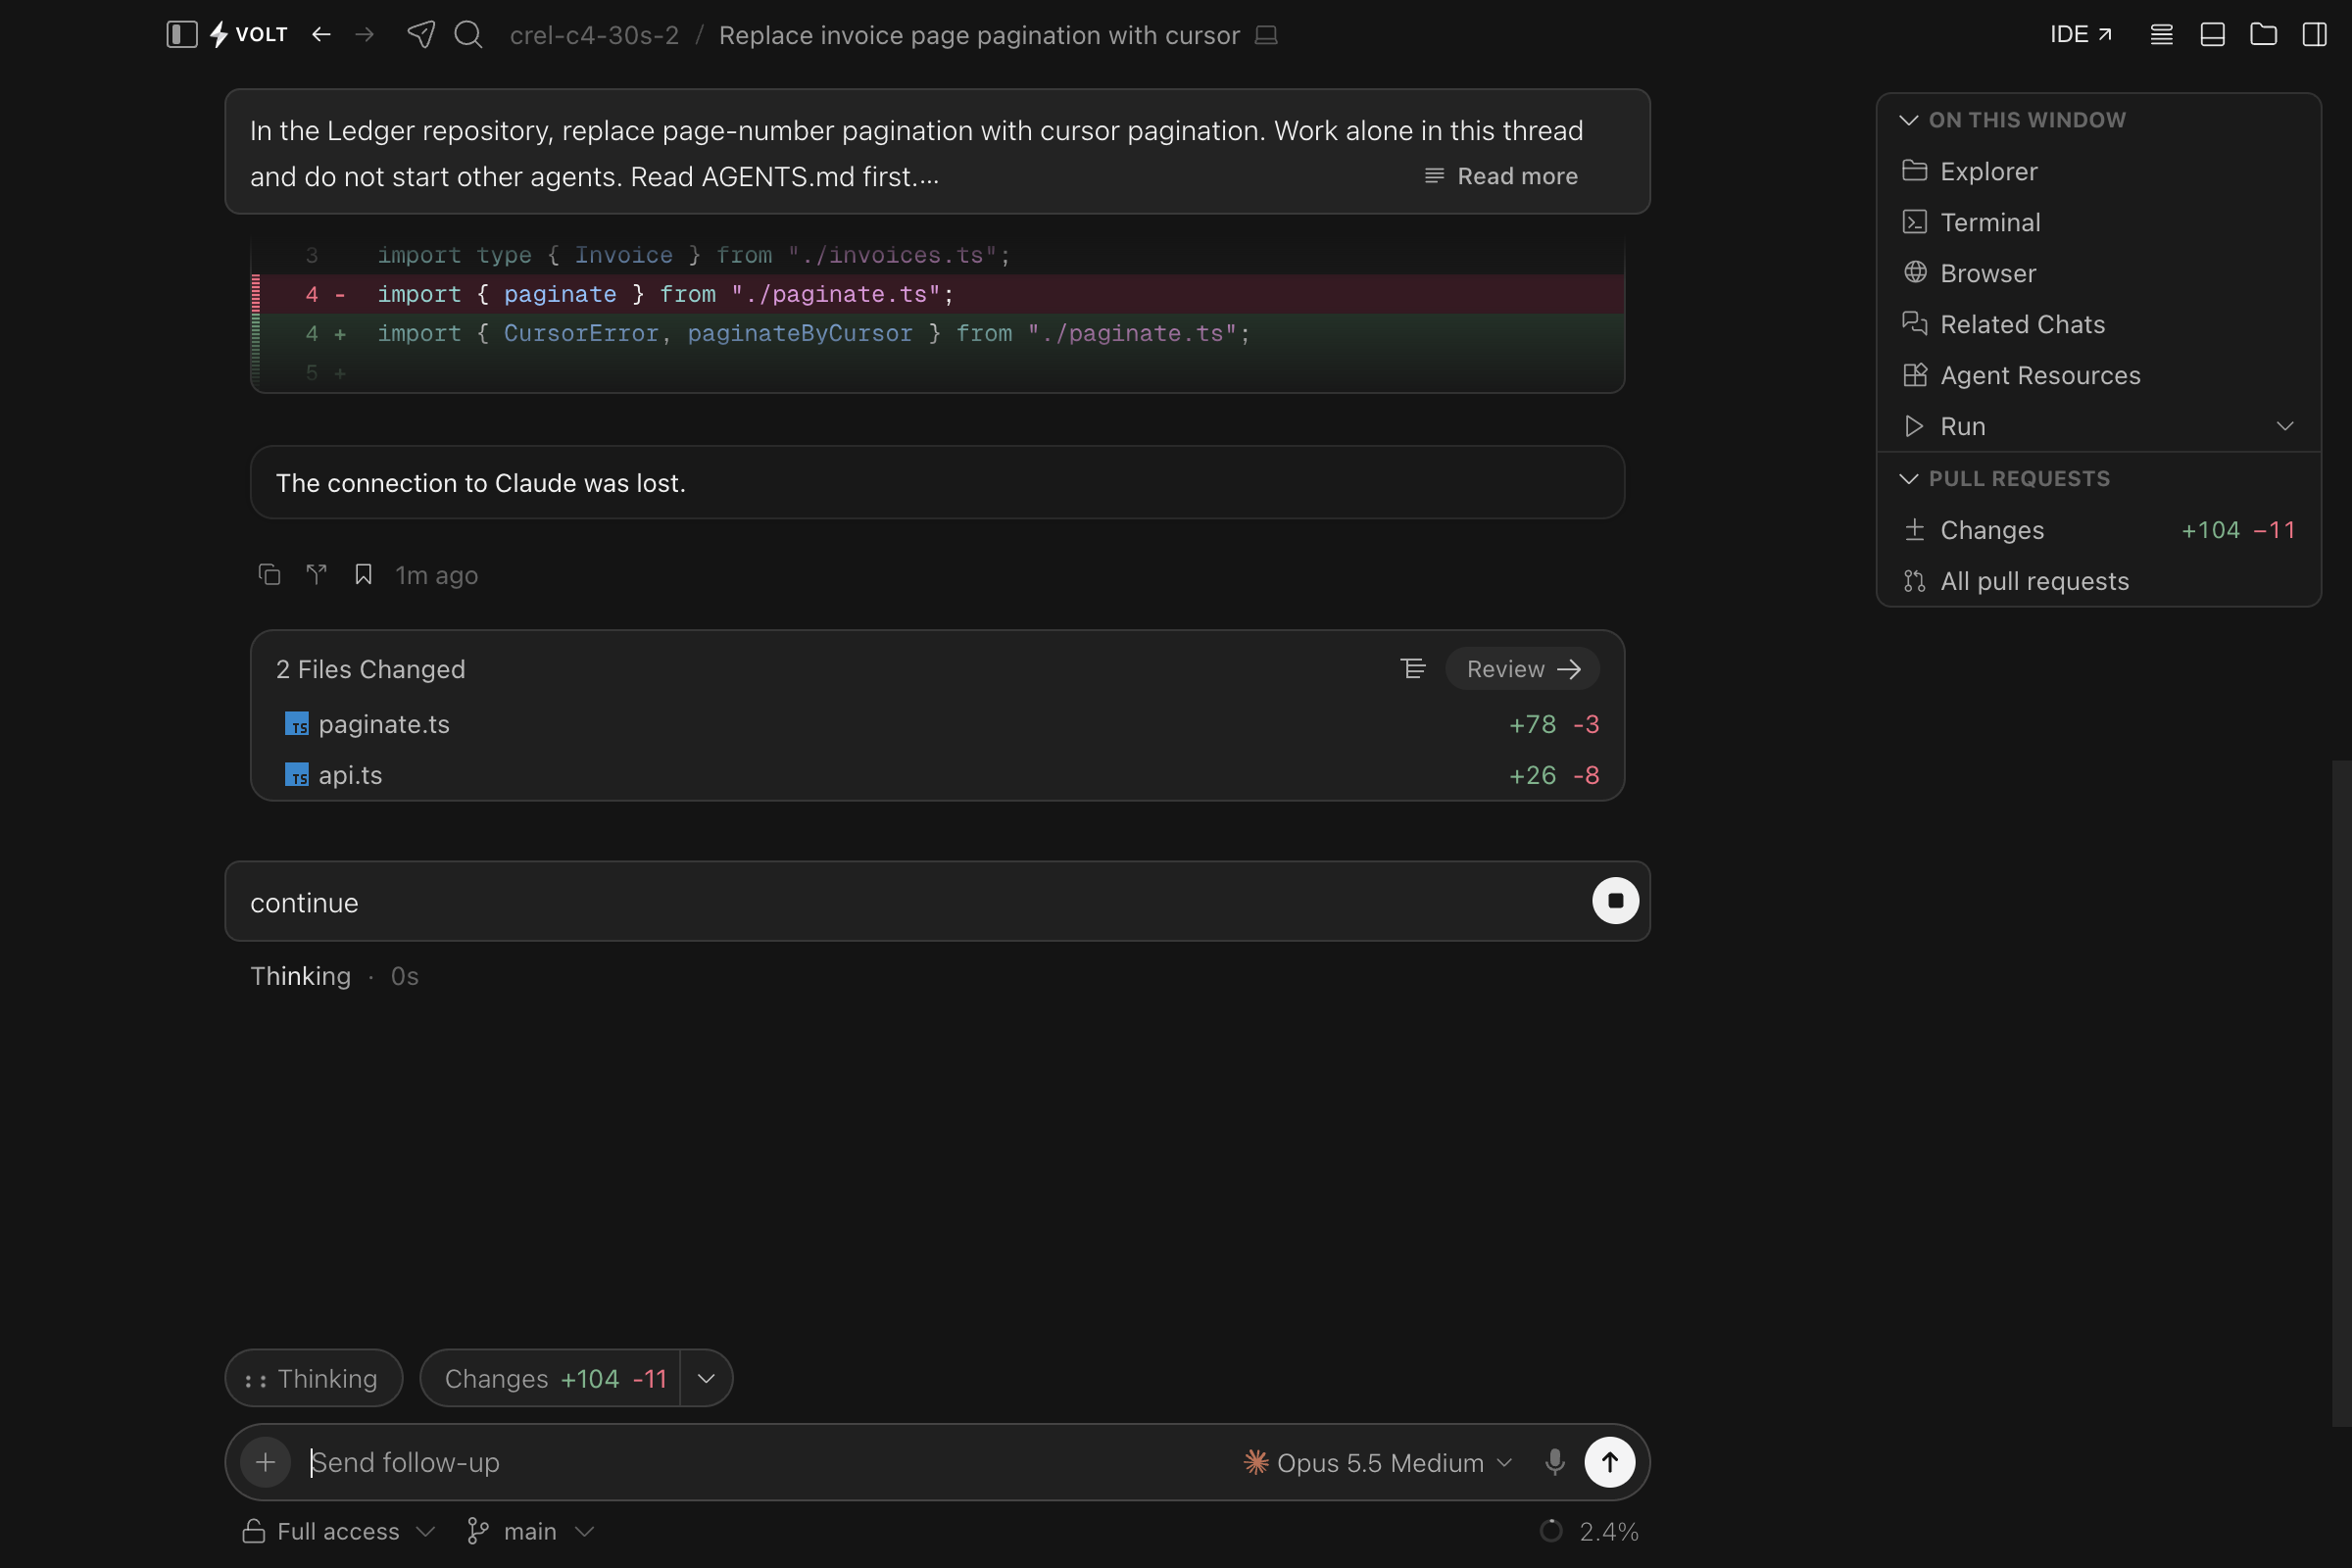 VOLT
crel-c4-30s-2 / Replace invoice page pagination with cursor
IDE
In the Ledger repository, replace page-number pagination with cursor pagination. Work alone in this thread
and do not start other agents. Read AGENTS.md first.…
Read more
3 import type { Invoice } from "./invoices.ts";
4 - import { paginate } from "./paginate.ts";
4 + import { CursorError, paginateByCursor } from "./paginate.ts";
5 +
The connection to Claude was lost.
1m ago
2 Files Changed
Review
TS paginate.ts +78 -3
TS api.ts +26 -8
continue
Thinking · 0s
Thinking
Changes +104 -11
Send follow-up
Opus 5.5 Medium
Full access
main
2.4%
ON THIS WINDOW
Explorer
Terminal
Browser
Related Chats
Agent Resources
Run
PULL REQUESTS
Changes +104 −11
All pull requests